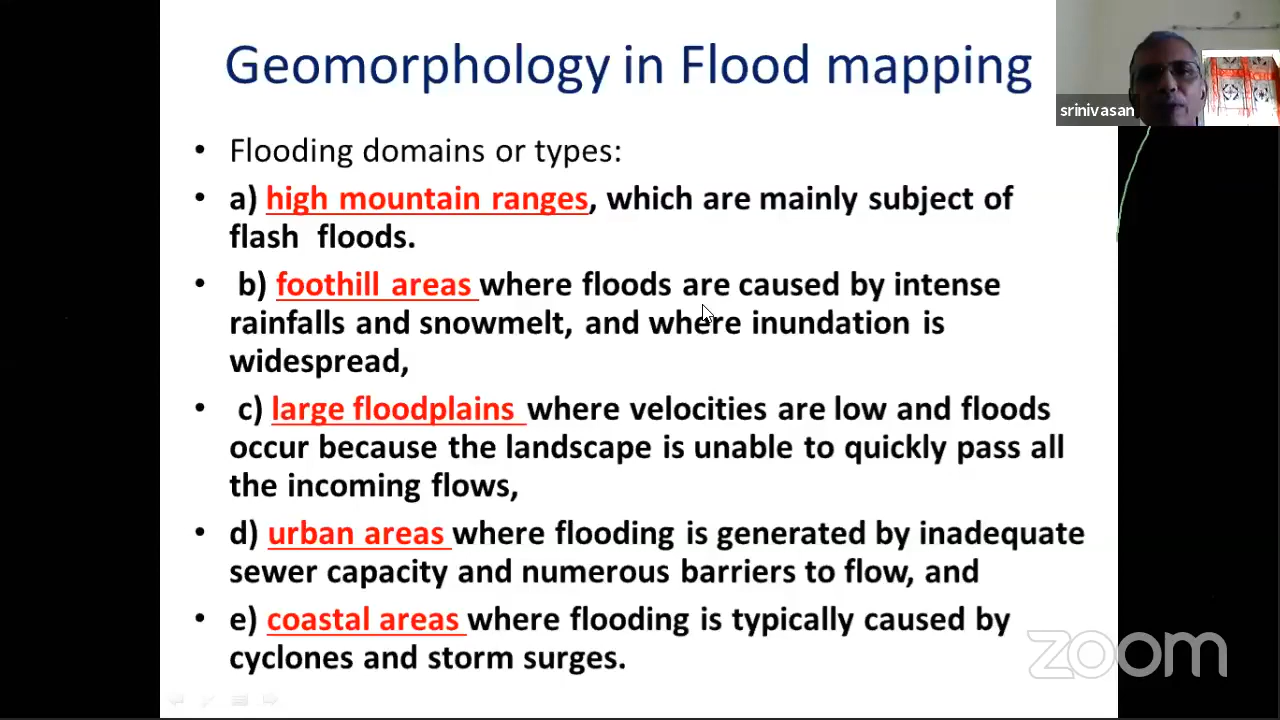 Geomorphology in Flood mapping
srinivasan
• Flooding domains or types:
• a) high mountain ranges, which are mainly subject of
flash floods.
• b) foothill areas where floods are caused by intense
rainfalls and snowmelt, and where inundation is
widespread,
• c) large floodplains where velocities are low and floods
occur because the landscape is unable to quickly pass all
the incoming flows,
• d) urban areas where flooding is generated by inadequate
sewer capacity and numerous barriers to flow, and
• e) coastal areas where flooding is typically caused by
cyclones and storm surges.
zoom